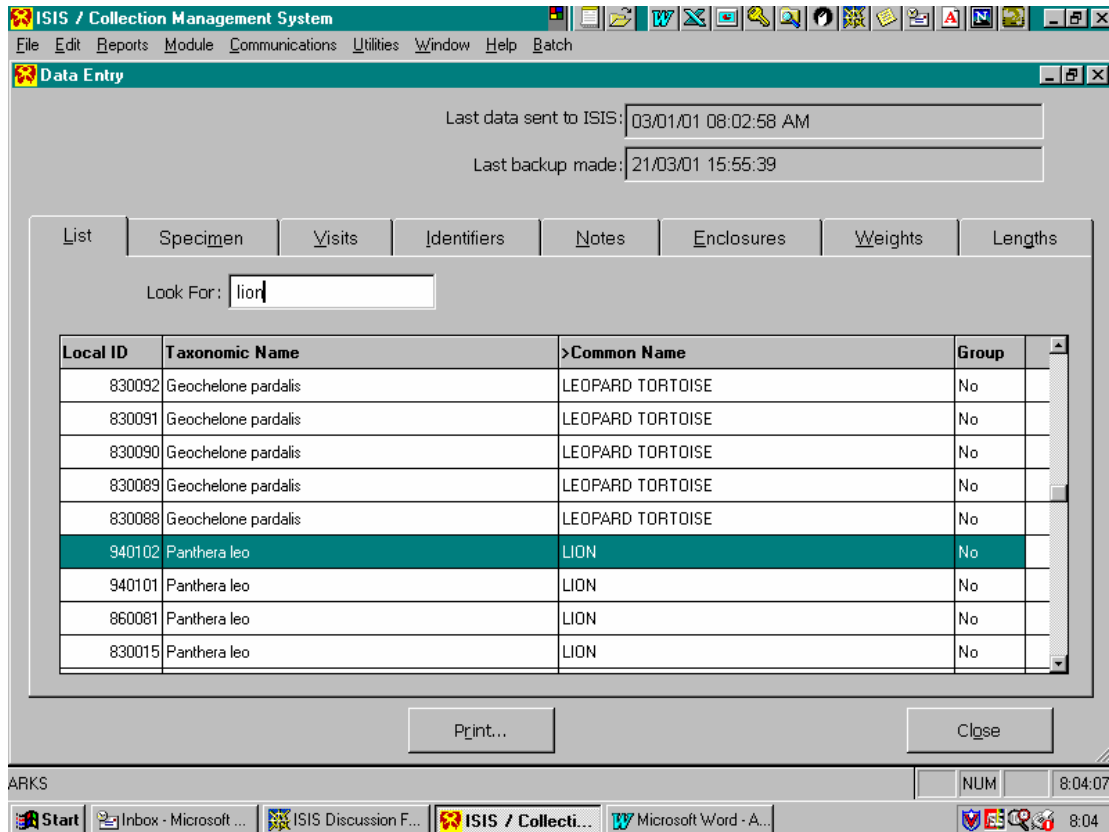 ISIS / Collection Management System
File Edit Reports Module Communications Utilities Window Help Batch
Data Entry
Last data sent to ISIS: 03/01/01 08:02:58 AM
Last backup made: 21/03/01 15:55:39
List Specimen Visits Identifiers Notes Enclosures Weights Lengths
Look For: lion
Local ID Taxonomic Name >Common Name Group
830092 Geochelone pardalis LEOPARD TORTOISE No
830091 Geochelone pardalis LEOPARD TORTOISE No
830090 Geochelone pardalis LEOPARD TORTOISE No
830089 Geochelone pardalis LEOPARD TORTOISE No
830088 Geochelone pardalis LEOPARD TORTOISE No
940102 Panthera leo LION No
940101 Panthera leo LION No
860081 Panthera leo LION No
830015 Panthera leo LION No
Print... Close
ARKS NUM 8:04:07
Start Inbox - Microsoft ... ISIS Discussion F... ISIS / Collecti... Microsoft Word - A... 8:04